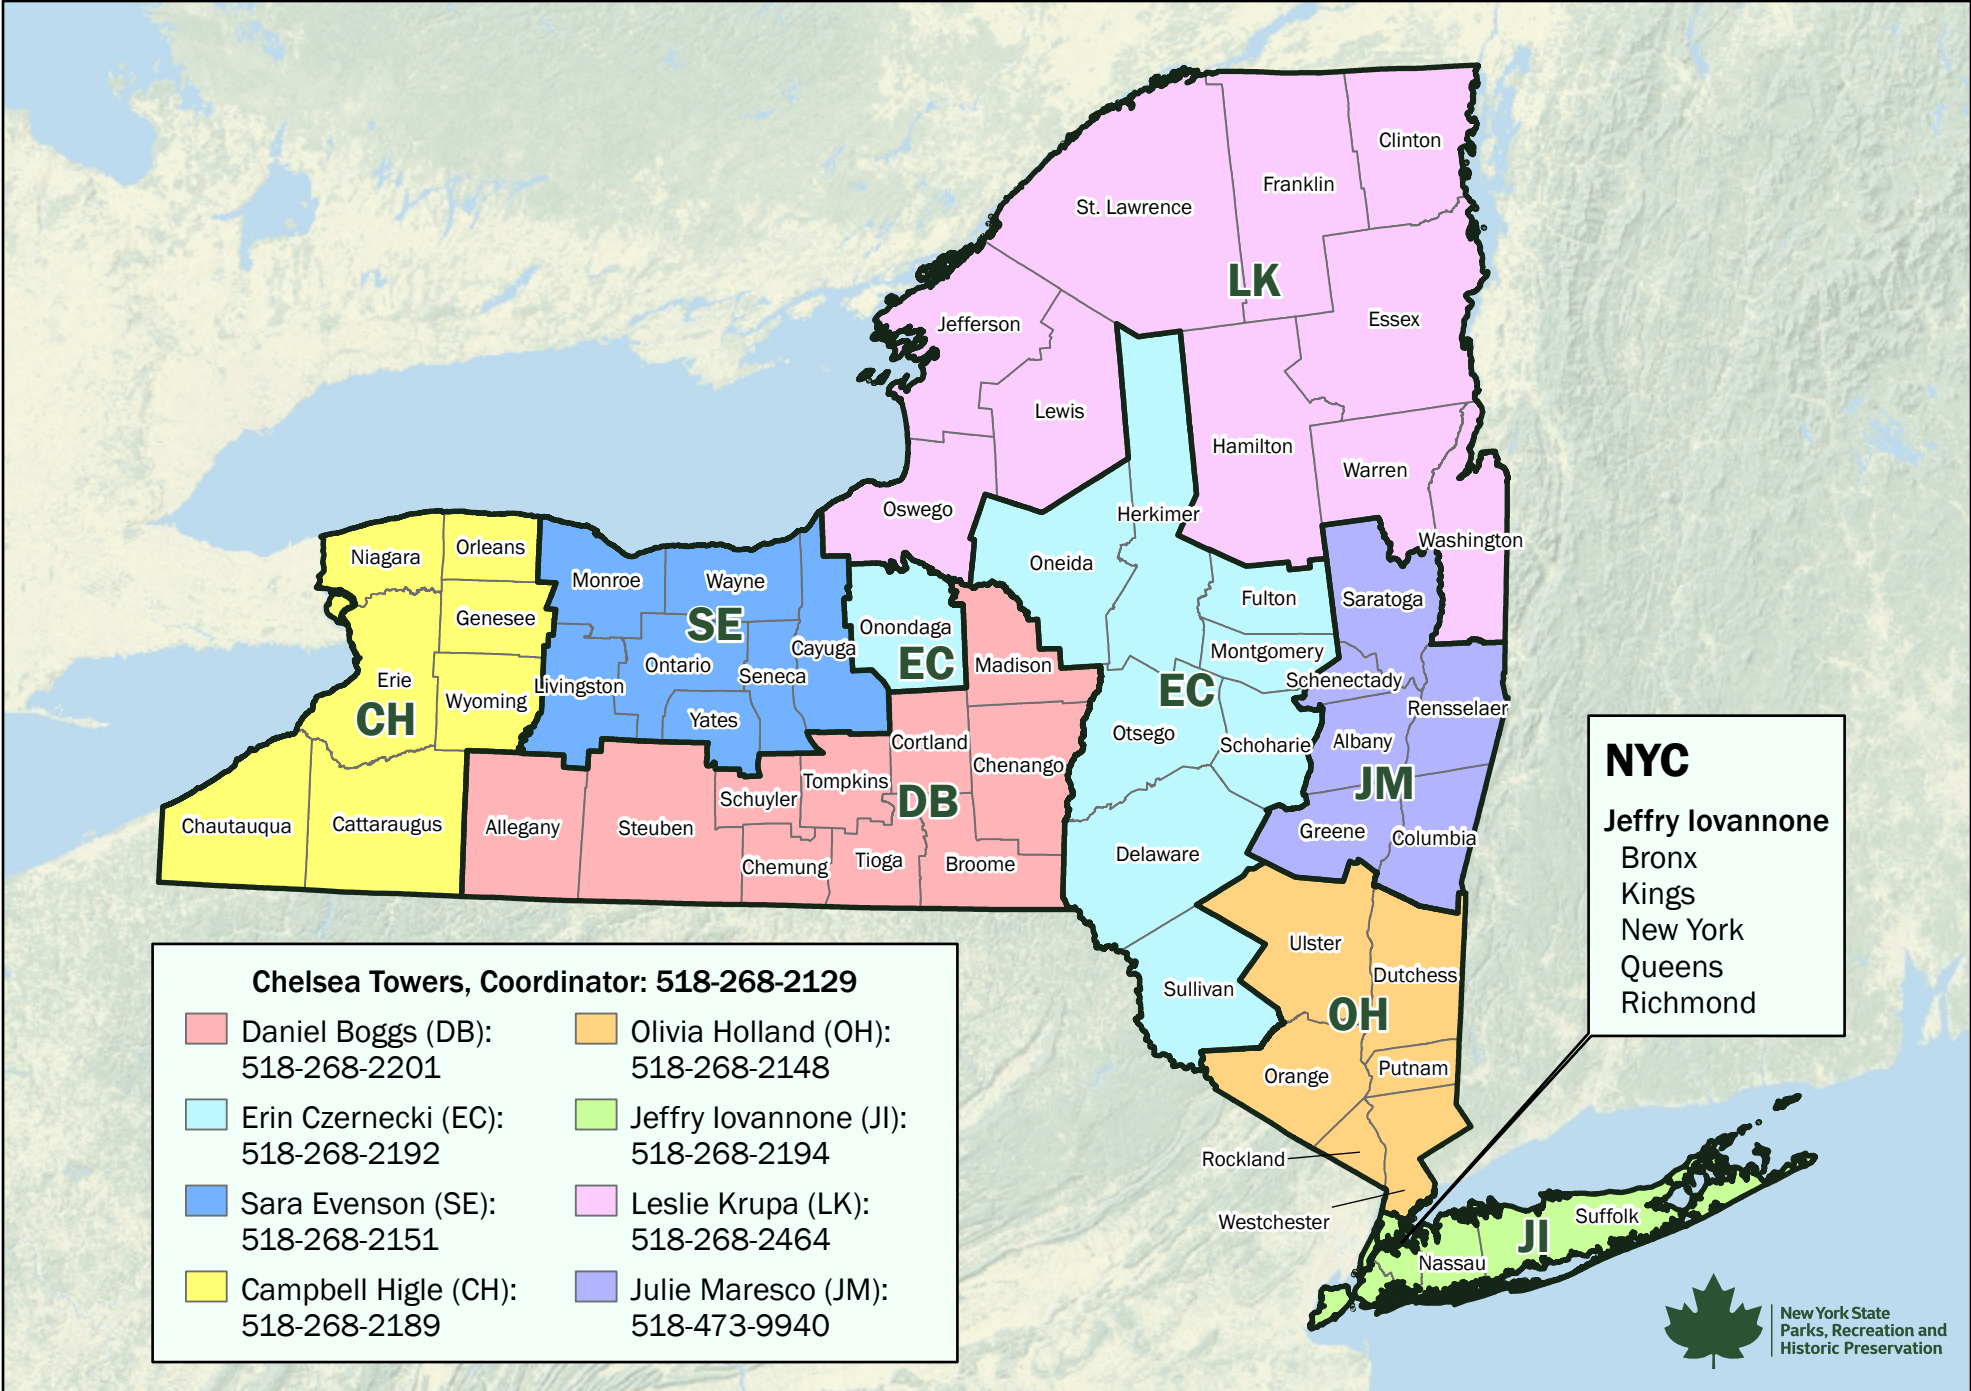 Clinton
Franklin
St. Lawrence
LK
Essex
Jefferson
Lewis
Hamilton
Warren
Oswego
Herkimer
Washington
Niagara
Orleans
Monroe
Wayne
Oneida
Fulton
Saratoga
Genesee
SE
Onondaga
Cayuga
Montgomery
Ontario
EC
Madison
Seneca
Schenectady
Erie
Livingston
EC
Wyoming
Rensselaer
CH
Yates
Otsego
Cortland
Schoharie
Albany
Chenango
JM
Tompkins
Schuyler
DB
Chautauqua
Cattaraugus
Allegany
Steuben
Greene
Columbia
Chemung
Tioga
Broome
Delaware
Ulster
Dutchess
Sullivan
OH
Orange
Putnam
Rockland
Westchester
Suffolk
JI
Nassau
NYC
Jeffry Iovannone
Bronx
Kings
New York
Queens
Richmond
Chelsea Towers, Coordinator: 518-268-2129
Daniel Boggs (DB):
518-268-2201
Erin Czernecki (EC):
518-268-2192
Sara Evenson (SE):
518-268-2151
Campbell Higle (CH):
518-268-2189
Olivia Holland (OH):
518-268-2148
Jeffry Iovannone (JI):
518-268-2194
Leslie Krupa (LK):
518-268-2464
Julie Maresco (JM):
518-473-9940
New York State
Parks, Recreation and
Historic Preservation